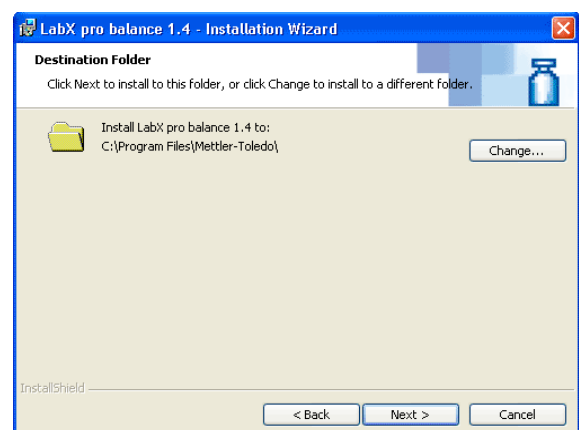 LabX pro balance 1.4 - Installation Wizard
Destination Folder
Click Next to install to this folder, or click Change to install to a different folder.
Install LabX pro balance 1.4 to:
C:\Program Files\Mettler-Toledo\
Change...
InstallShield
< Back
Next >
Cancel